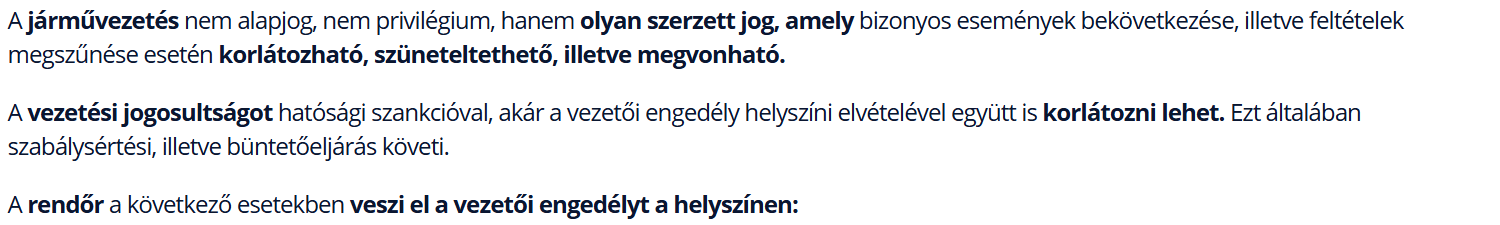 A járművezetés nem alapjog, nem privilégium, hanem olyan szerzett jog, amely bizonyos események bekövetkezése, illetve feltételek
megszűnése esetén korlátozható, szüneteltethető, illetve megvonható.
A vezetési jogosultságot hatósági szankcióval, akár a vezetői engedély helyszíni elvételével együtt is korlátozni lehet. Ezt általában
szabálysértési, illetve büntetőeljárás követi.
A rendőr a következő esetekben veszi el a vezetői engedélyt a helyszínen: